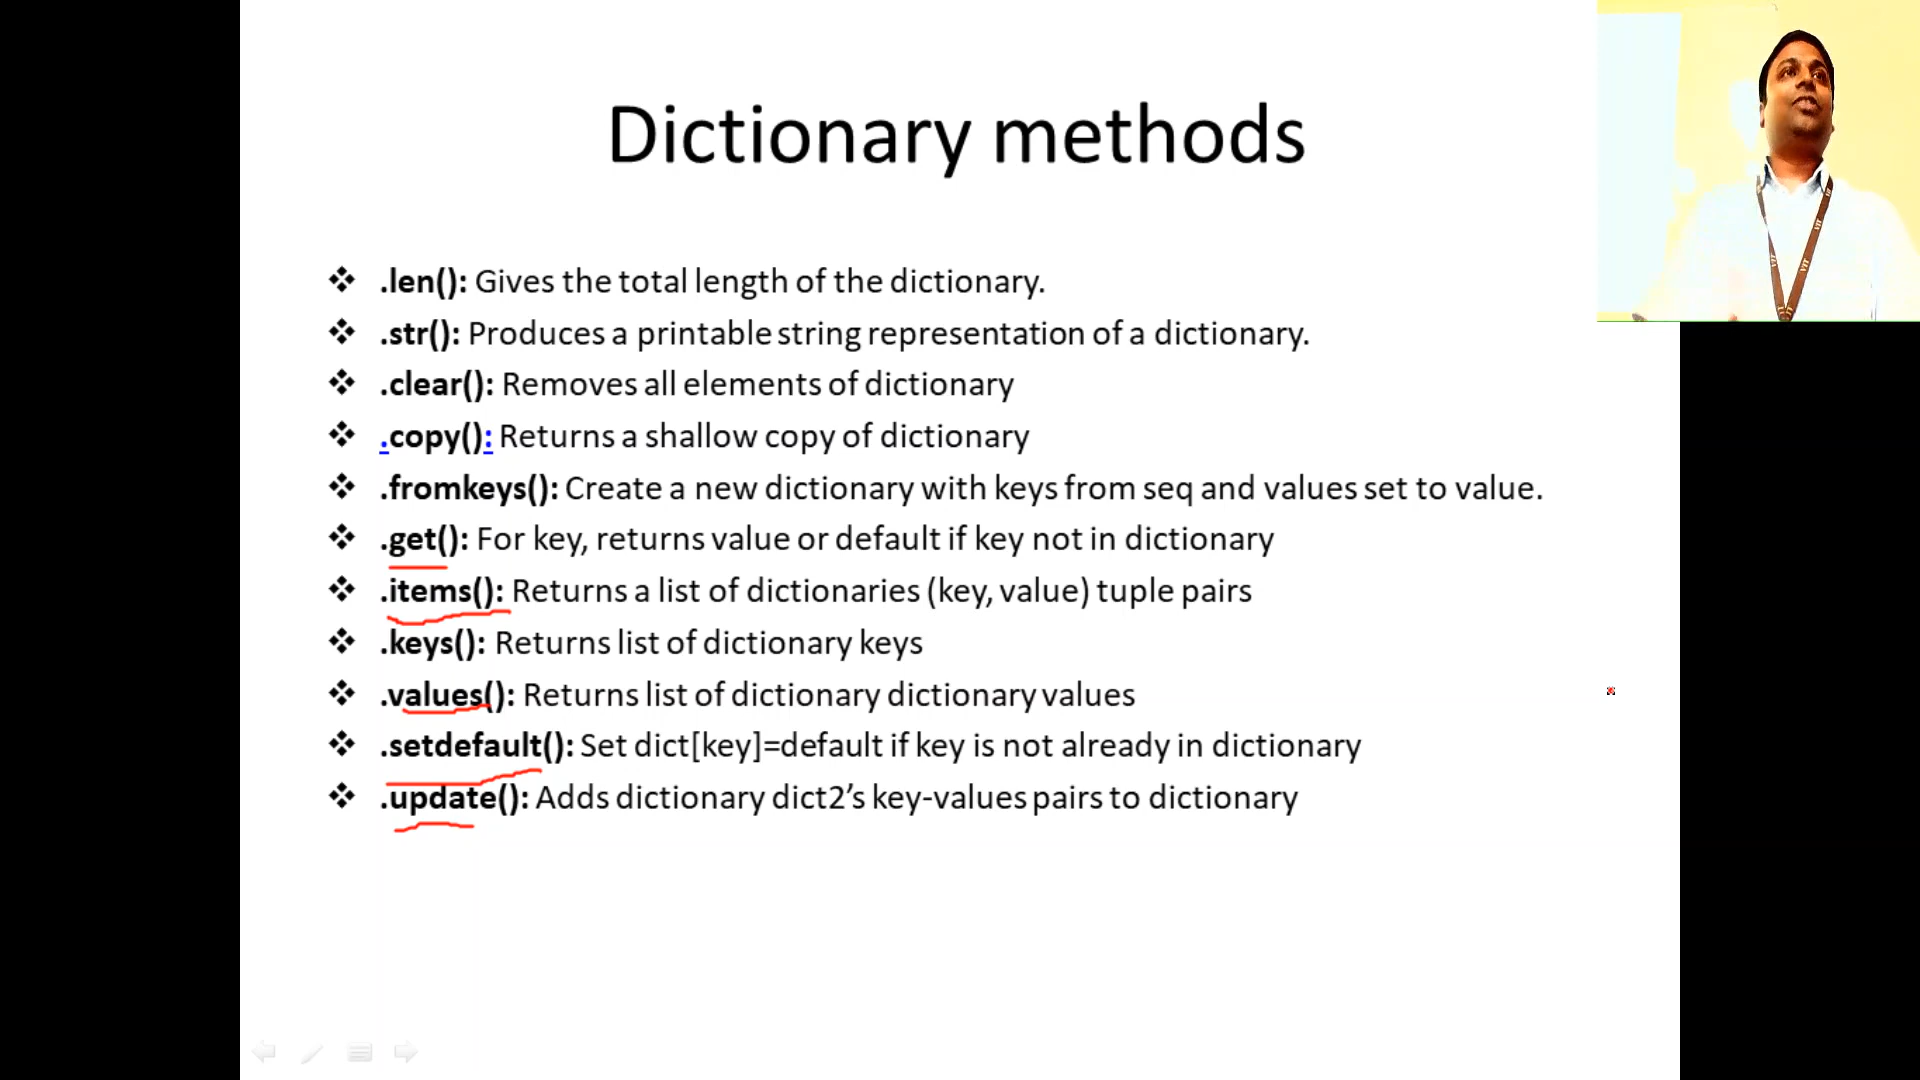 Dictionary methods
.len(): Gives the total length of the dictionary.
.str(): Produces a printable string representation of a dictionary.
.clear(): Removes all elements of dictionary
.copy(): Returns a shallow copy of dictionary
.fromkeys(): Create a new dictionary with keys from seq and values set to value.
.get(): For key, returns value or default if key not in dictionary
.items(): Returns a list of dictionaries (key, value) tuple pairs
.keys(): Returns list of dictionary keys
.values(): Returns list of dictionary dictionary values
.setdefault(): Set dict[key]=default if key is not already in dictionary
.update(): Adds dictionary dict2’s key-values pairs to dictionary